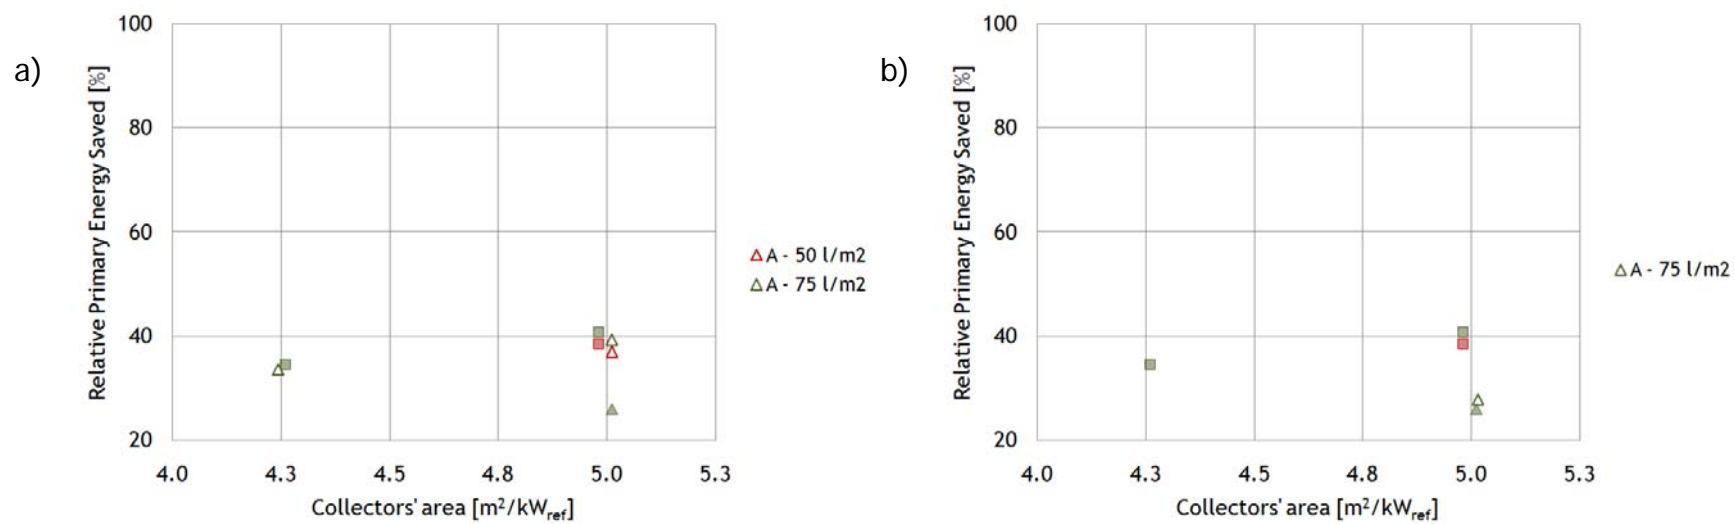 a)
Relative Primary Energy Saved [%]
100
80
60
40
20
4.0 4.3 4.5 4.8 5.0 5.3
Collectors' area [m²/kWref]
A - 50 l/m2
A - 75 l/m2
b)
Relative Primary Energy Saved [%]
100
80
60
40
20
4.0 4.3 4.5 4.8 5.0 5.3
Collectors' area [m²/kWref]
A - 75 l/m2